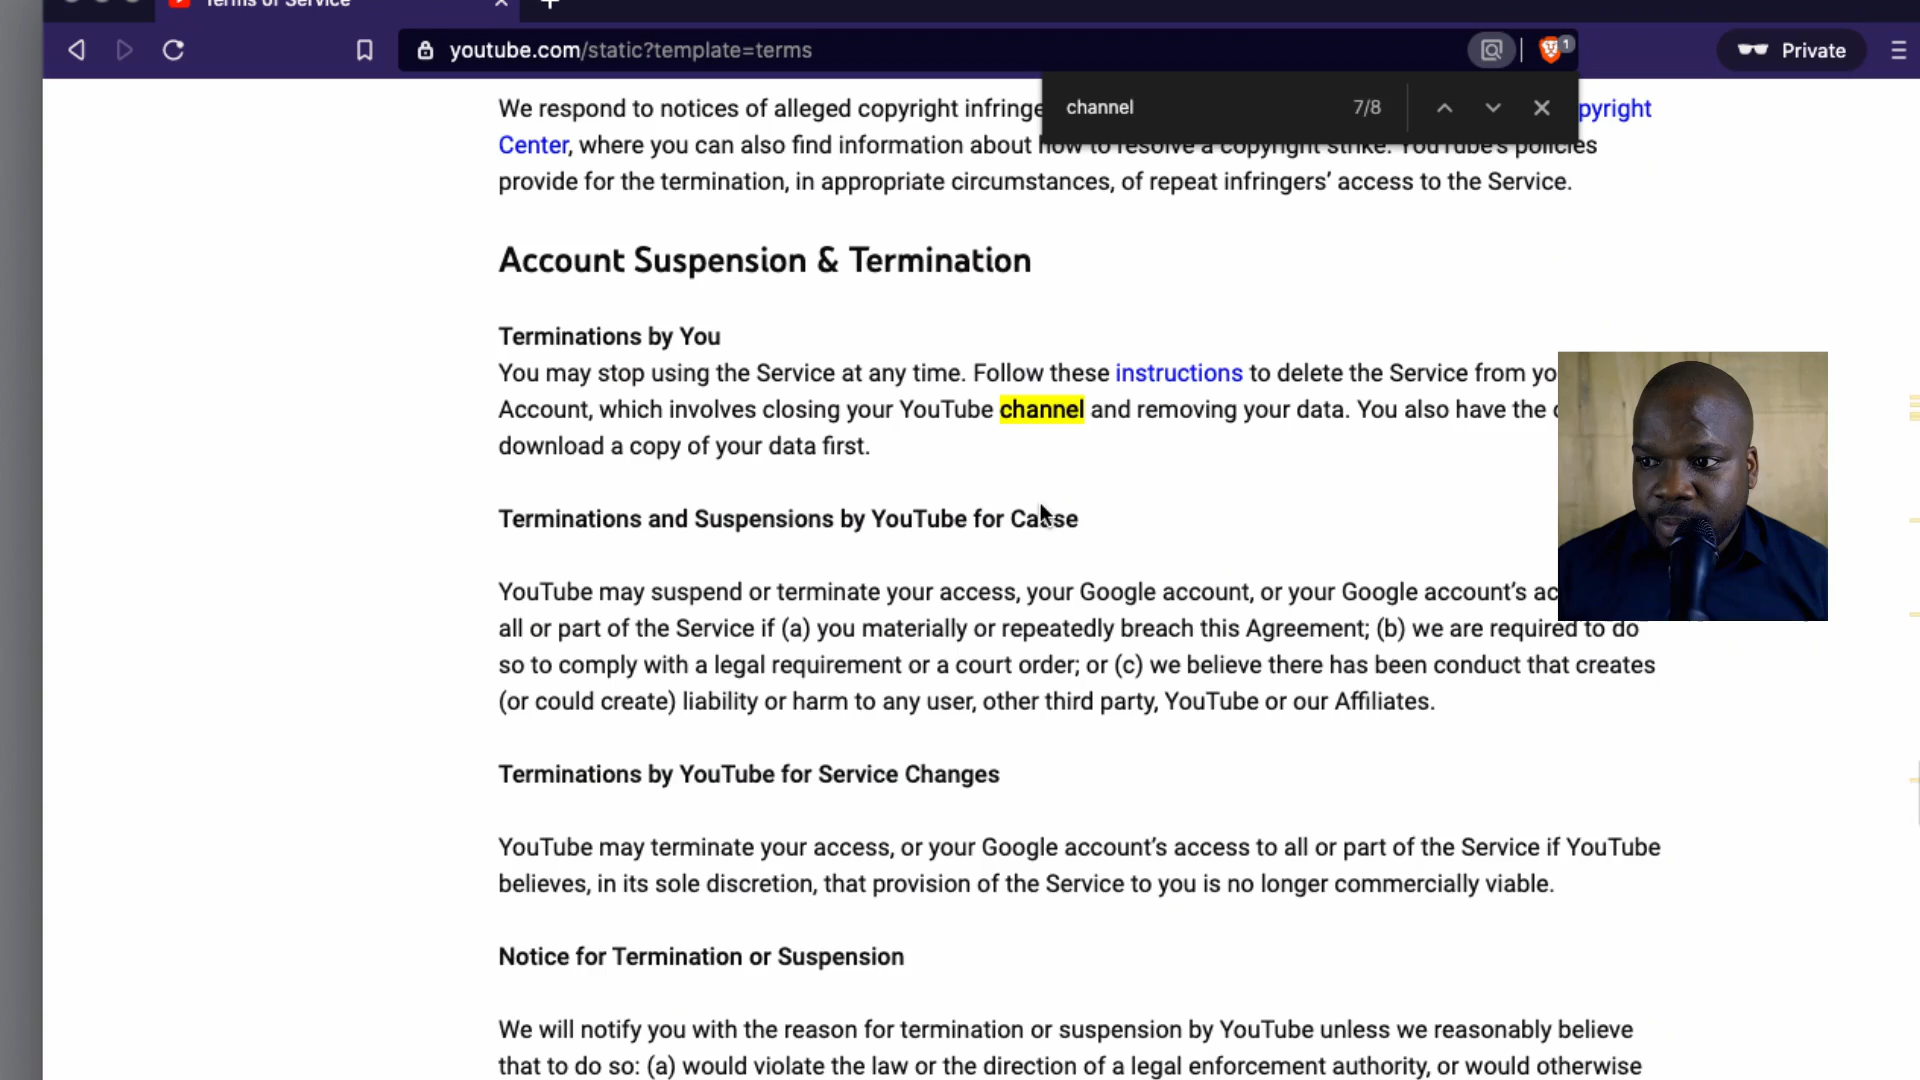 Terms of Service
youtube.com/static?template=terms
1
Private
channel 7/8
We respond to notices of alleged copyright infringe pyright
Center, where you can also find information about how to resolve a copyright strike. YouTube's policies
provide for the termination, in appropriate circumstances, of repeat infringers’ access to the Service.
Account Suspension & Termination
Terminations by You
You may stop using the Service at any time. Follow these instructions to delete the Service from yo
Account, which involves closing your YouTube channel and removing your data. You also have the
download a copy of your data first.
Terminations and Suspensions by YouTube for Cause
YouTube may suspend or terminate your access, your Google account, or your Google account’s ac
all or part of the Service if (a) you materially or repeatedly breach this Agreement; (b) we are required to do
so to comply with a legal requirement or a court order; or (c) we believe there has been conduct that creates
(or could create) liability or harm to any user, other third party, YouTube or our Affiliates.
Terminations by YouTube for Service Changes
YouTube may terminate your access, or your Google account’s access to all or part of the Service if YouTube
believes, in its sole discretion, that provision of the Service to you is no longer commercially viable.
Notice for Termination or Suspension
We will notify you with the reason for termination or suspension by YouTube unless we reasonably believe
that to do so: (a) would violate the law or the direction of a legal enforcement authority, or would otherwise